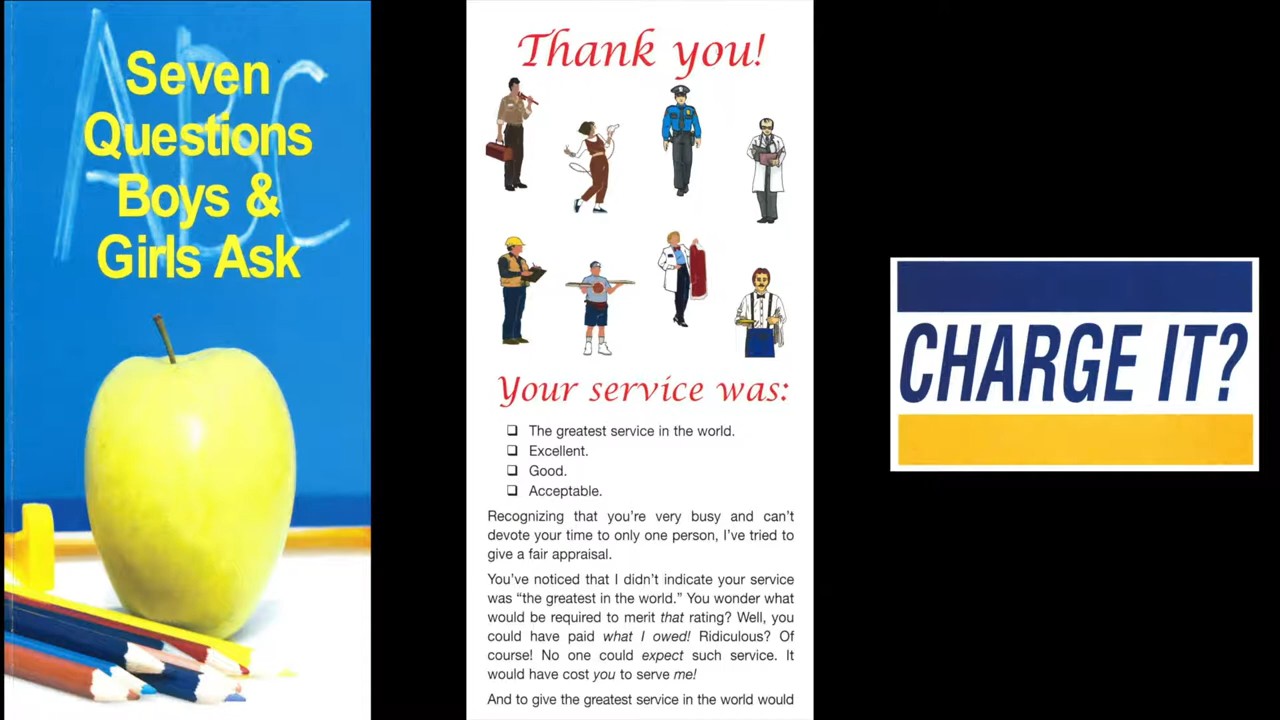 Seven
Questions
Boys &
Girls Ask
ABC
Thank you!
Your service was:
❑ The greatest service in the world.
❑ Excellent.
❑ Good.
❑ Acceptable.
Recognizing that you’re very busy and can’t
devote your time to only one person, I’ve tried to
give a fair appraisal.
You’ve noticed that I didn’t indicate your service
was “the greatest in the world.” You wonder what
would be required to merit that rating? Well, you
could have paid what I owed! Ridiculous? Of
course! No one could expect such service. It
would have cost you to serve me!
And to give the greatest service in the world would
CHARGE IT?